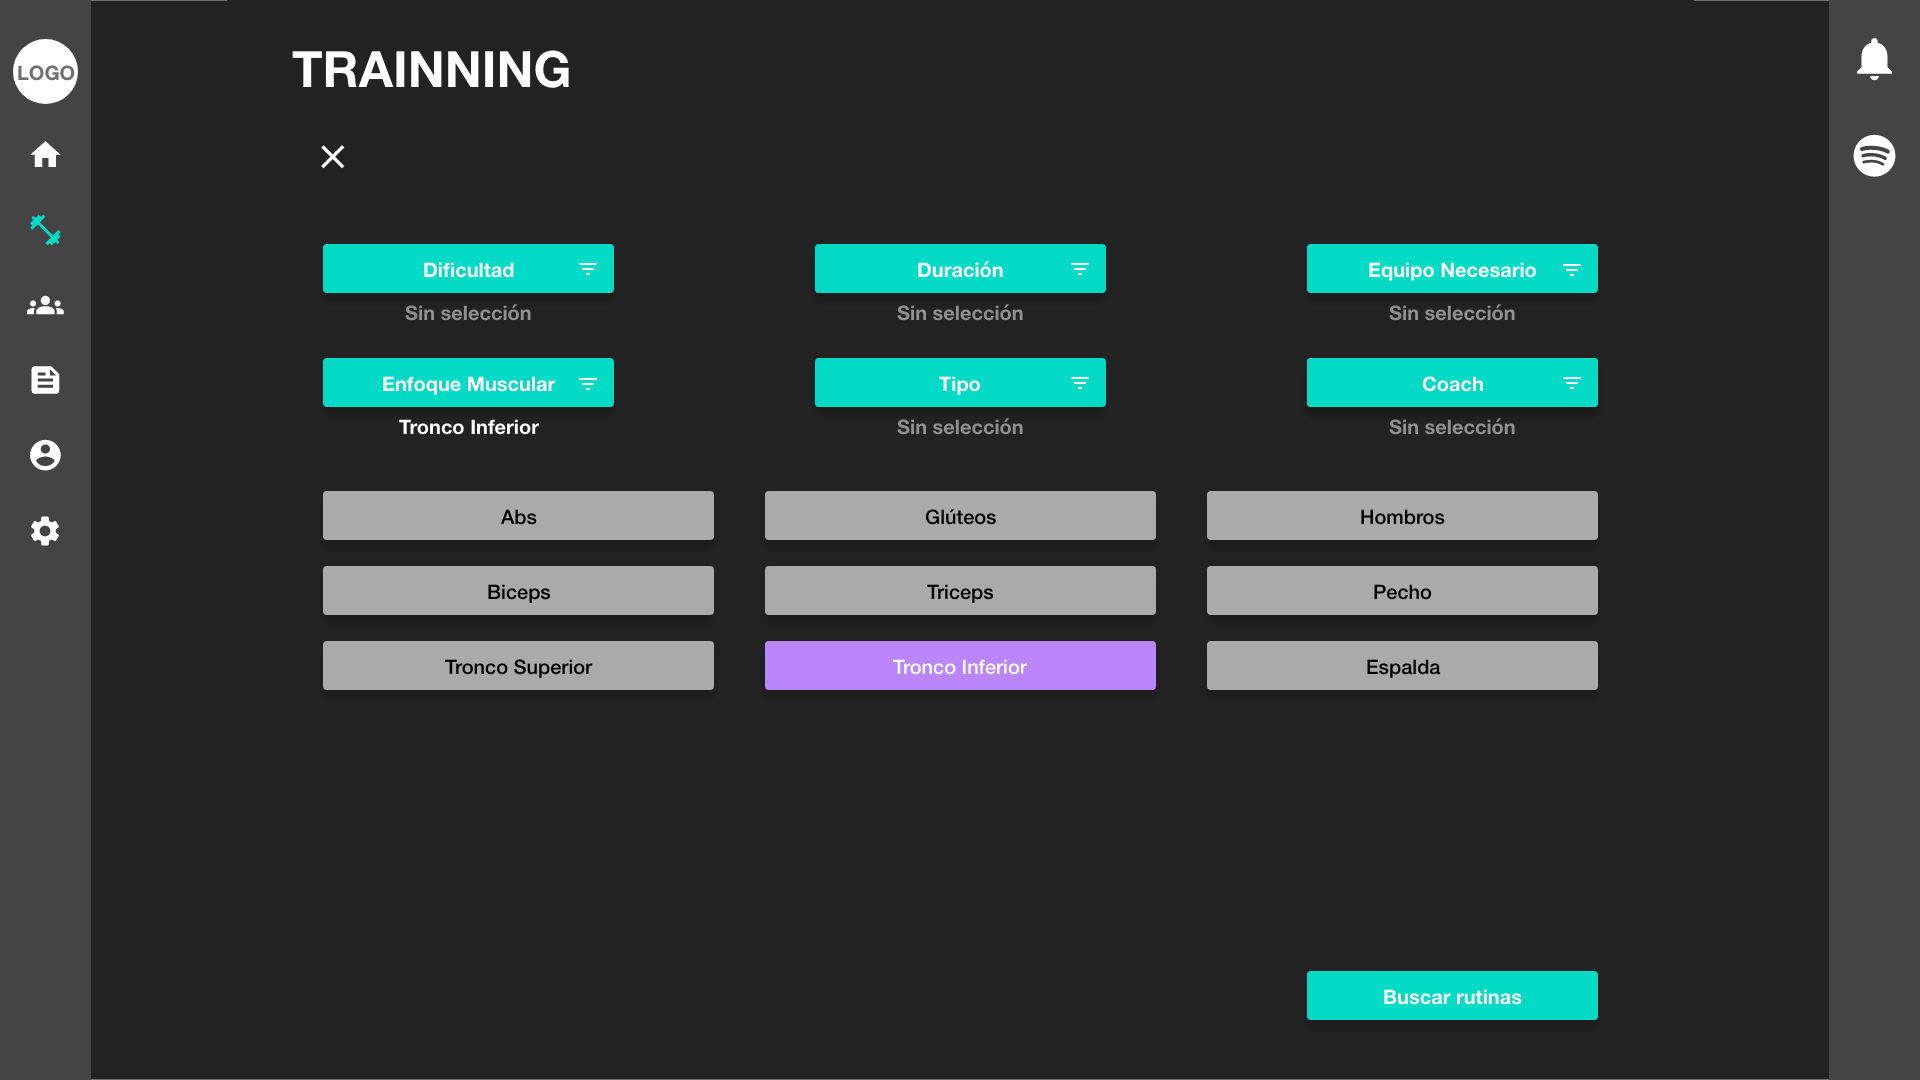 LOGO
TRAINNING
Dificultad
Duración
Equipo Necesario
Sin selección
Sin selección
Sin selección
Enfoque Muscular
Tipo
Coach
Tronco Inferior
Sin selección
Sin selección
Abs
Glúteos
Hombros
Biceps
Triceps
Pecho
Tronco Superior
Tronco Inferior
Espalda
Buscar rutinas